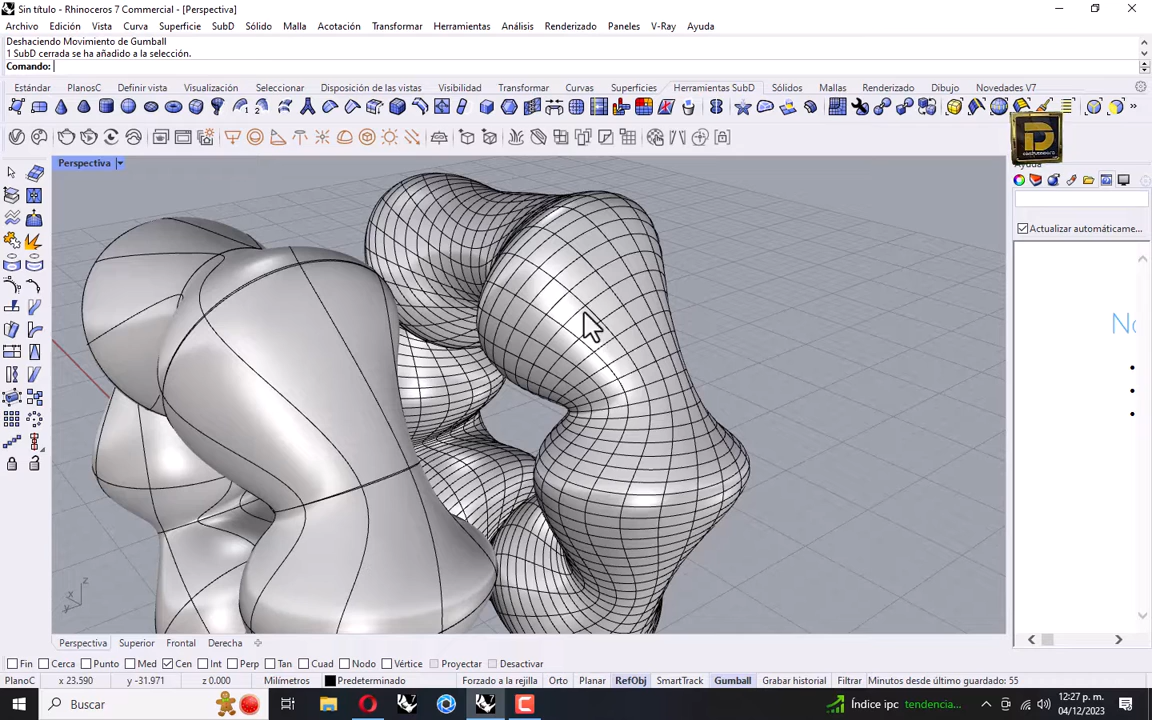 Sin título - Rhinoceros 7 Commercial - [Perspectiva]
Archivo Edición Vista Curva Superficie SubD Sólido Malla Acotación Transformar Herramientas Análisis Renderizado Paneles V-Ray Ayuda
Deshaciendo Movimiento de Gumball
1 SubD cerrada se ha añadido a la selección.
Comando:
Estándar PlanosC Definir vista Visualización Seleccionar Disposición de las vistas Visibilidad Transformar Curvas Superficies Herramientas SubD Sólidos Mallas Renderizado Dibujo Novedades V7
Perspectiva
Ayuda
Actualizar automáticame...
No
z
x
y
Perspectiva Superior Frontal Derecha
Fin Cerca Punto Med Cen Int Perp Tan Cuad Nodo Vértice Proyectar Desactivar
PlanoC x 23.590 y -31.971 z 0.000 Milímetros Predeterminado Forzado a la rejilla Orto Planar RefObj SmartTrack Gumball Grabar historial Filtrar Minutos desde último guardado: 55
Buscar
Índice ipc tendencia...
12:27 p. m.
04/12/2023